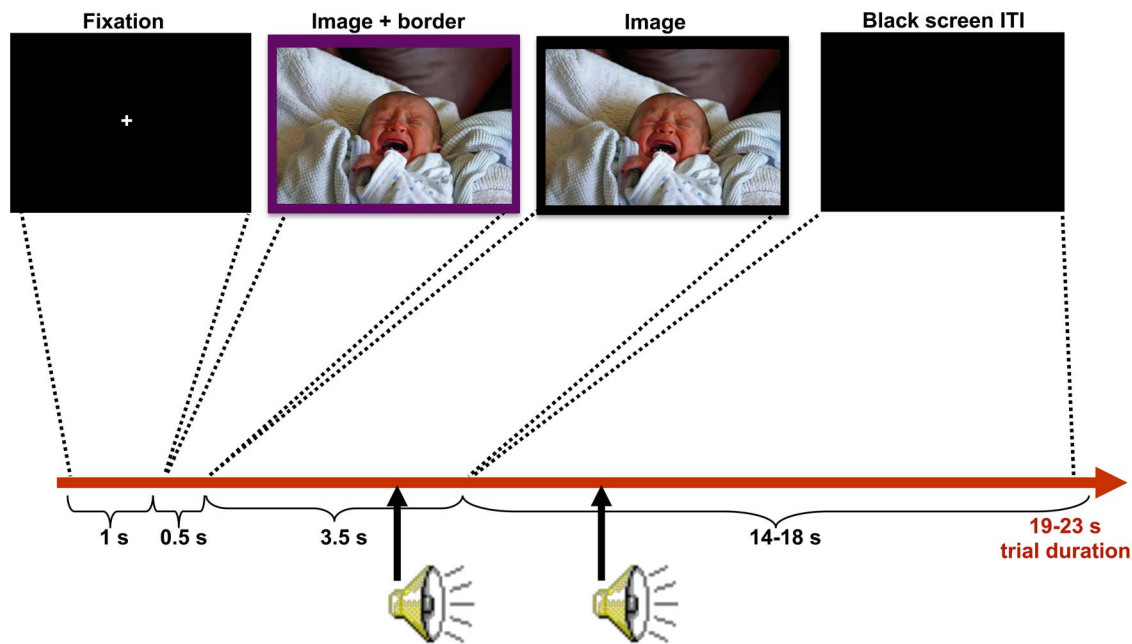 Fixation
Image + border
Image
Black screen ITI
1 s
0.5 s
3.5 s
14-18 s
19-23 s
trial duration